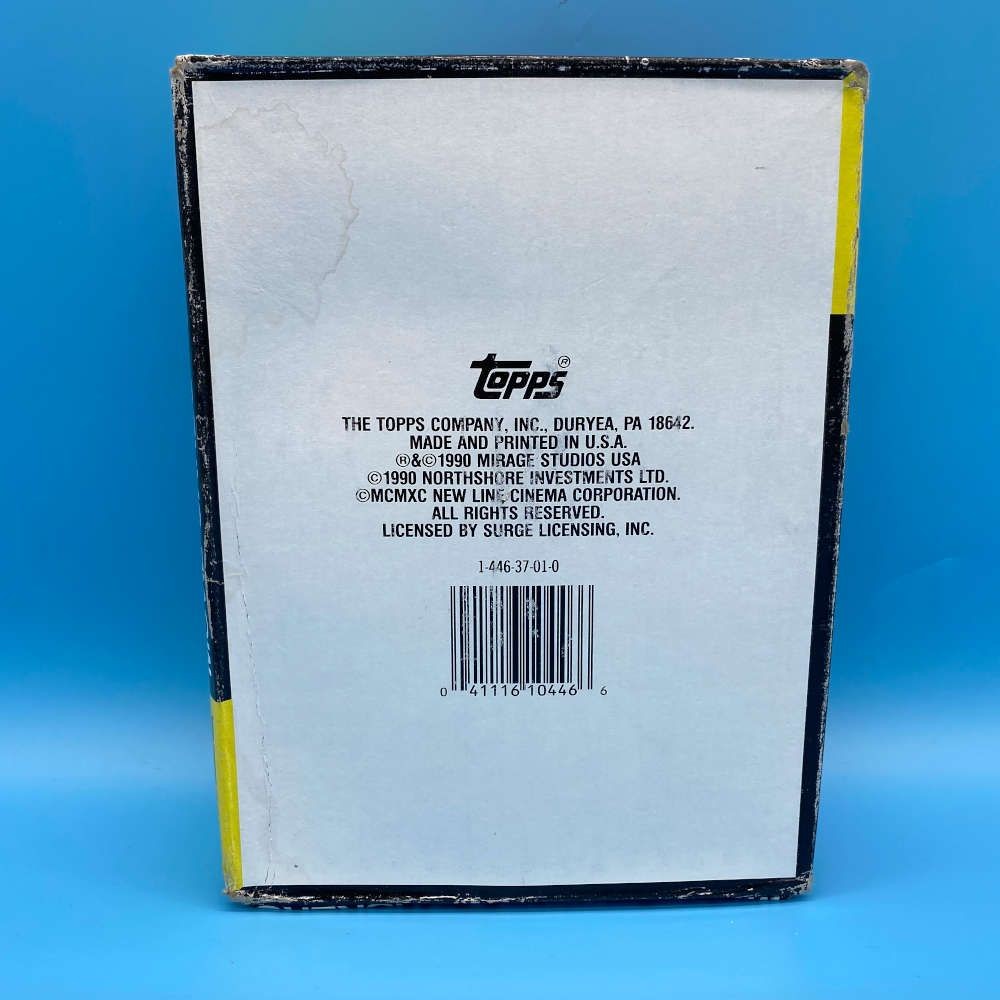 topps®
THE TOPPS COMPANY, INC., DURYEA, PA 18642.
MADE AND PRINTED IN U.S.A.
®&©1990 MIRAGE STUDIOS USA
©1990 NORTHSHORE INVESTMENTS LTD.
©MCMXC NEW LINE CINEMA CORPORATION.
ALL RIGHTS RESERVED.
LICENSED BY SURGE LICENSING, INC.
1-446-37-01-0
0 41116 10446 6